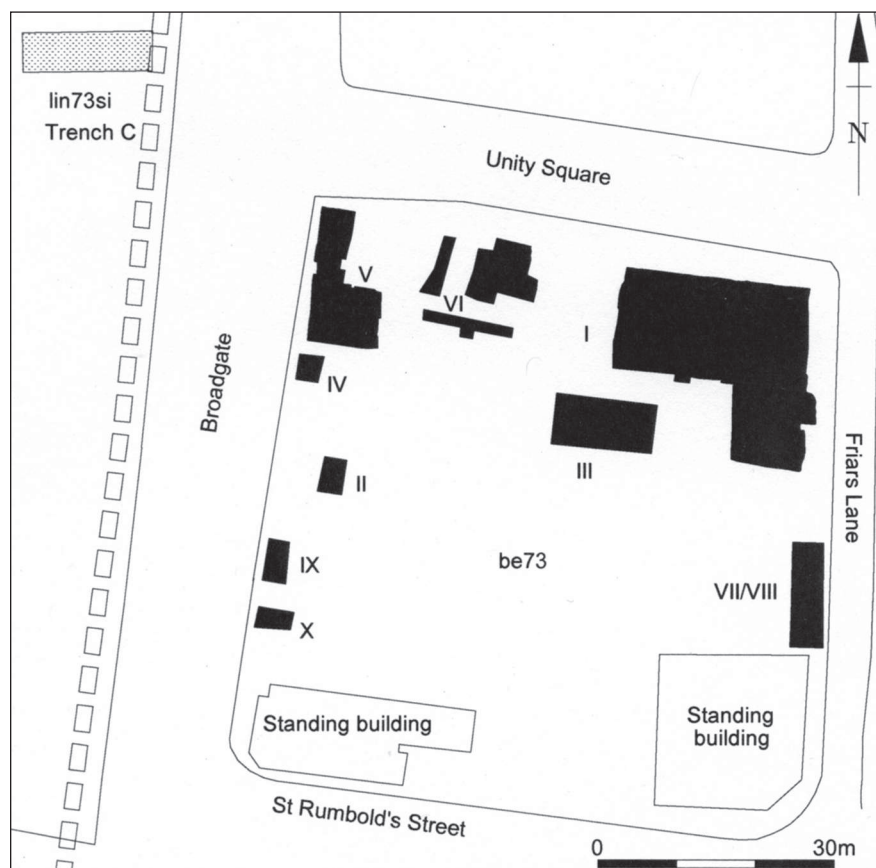 lin73si
Trench C
N
Unity Square
V
VI
I
Broadgate
IV
III
II
Friars Lane
IX
be73
VII/VIII
X
Standing building
Standing
building
St Rumbold's Street
0
30m